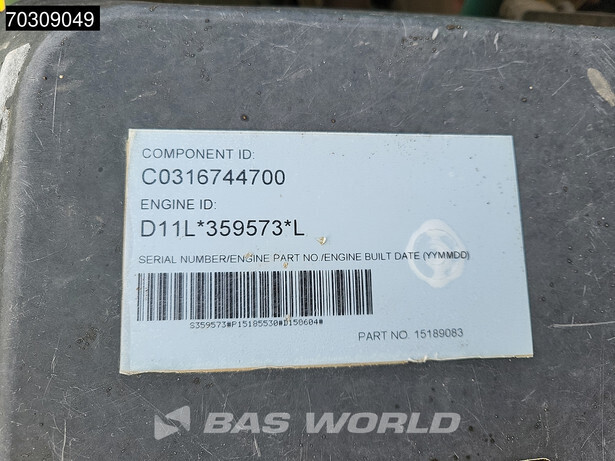 70309049
COMPONENT ID:
C0316744700
ENGINE ID:
D11L*359573*L
SERIAL NUMBER/ENGINE PART NO./ENGINE BUILT DATE (YYMMDD)
S359573#P15185530#D150604#
PART NO. 15189083
BAS WORLD